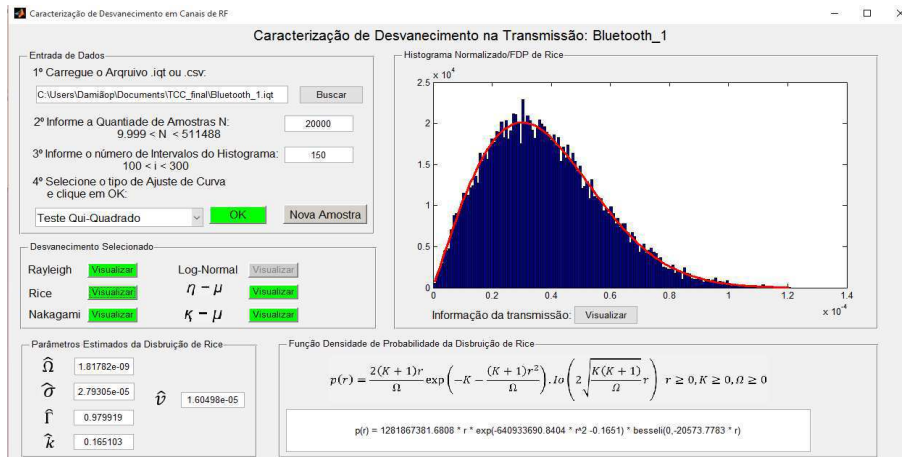 Caracterização de Desvanecimento em Canais de RF
Caracterização de Desvanecimento na Transmissão: Bluetooth_1
Entrada de Dados
1º Carregue o Arqruivo .iqt ou .csv:
C:\Users\Damiãop\Documents\TCC_final\Bluetooth_1.iqt Buscar
2º Informe a Quantiade de Amostras N: 20000
9.999 < N < 511488
3º Informe o número de Intervalos do Histograma: 150
100 < i < 300
4º Selecione o tipo de Ajuste de Curva
e clique em OK:
Teste Qui-Quadrado OK Nova Amostra
Desvanecimento Selecionado
Rayleigh Visualizar Log-Normal Visualizar
Rice Visualizar η − μ Visualizar
Nakagami Visualizar κ − μ Visualizar
Histograma Normalizado/FDP de Rice
x 10^4
2.5
2
1.5
1
0.5
0
0 0.2 0.4 0.6 0.8 1 1.2 1.4
x 10^-4
Informação da transmissão: Visualizar
Parâmetros Estimados da Disbruição de Rice
Ω̂ 1.81782e-09
σ̂ 2.79305e-05
v̂ 1.60498e-05
Γ̂ 0.979919
k̂ 0.165103
Função Densidade de Probabilidade da Disbruição de Rice
p(r) = 2(K + 1)r / Ω exp(−K − (K + 1)r² / Ω) . Io(2 √(K(K + 1) / Ω) r) r ≥ 0, K ≥ 0, Ω ≥ 0
p(r) = 1281867381.6808 * r * exp(-640933690.8404 * r^2 -0.1651) * besseli(0,-20573.7783 * r)